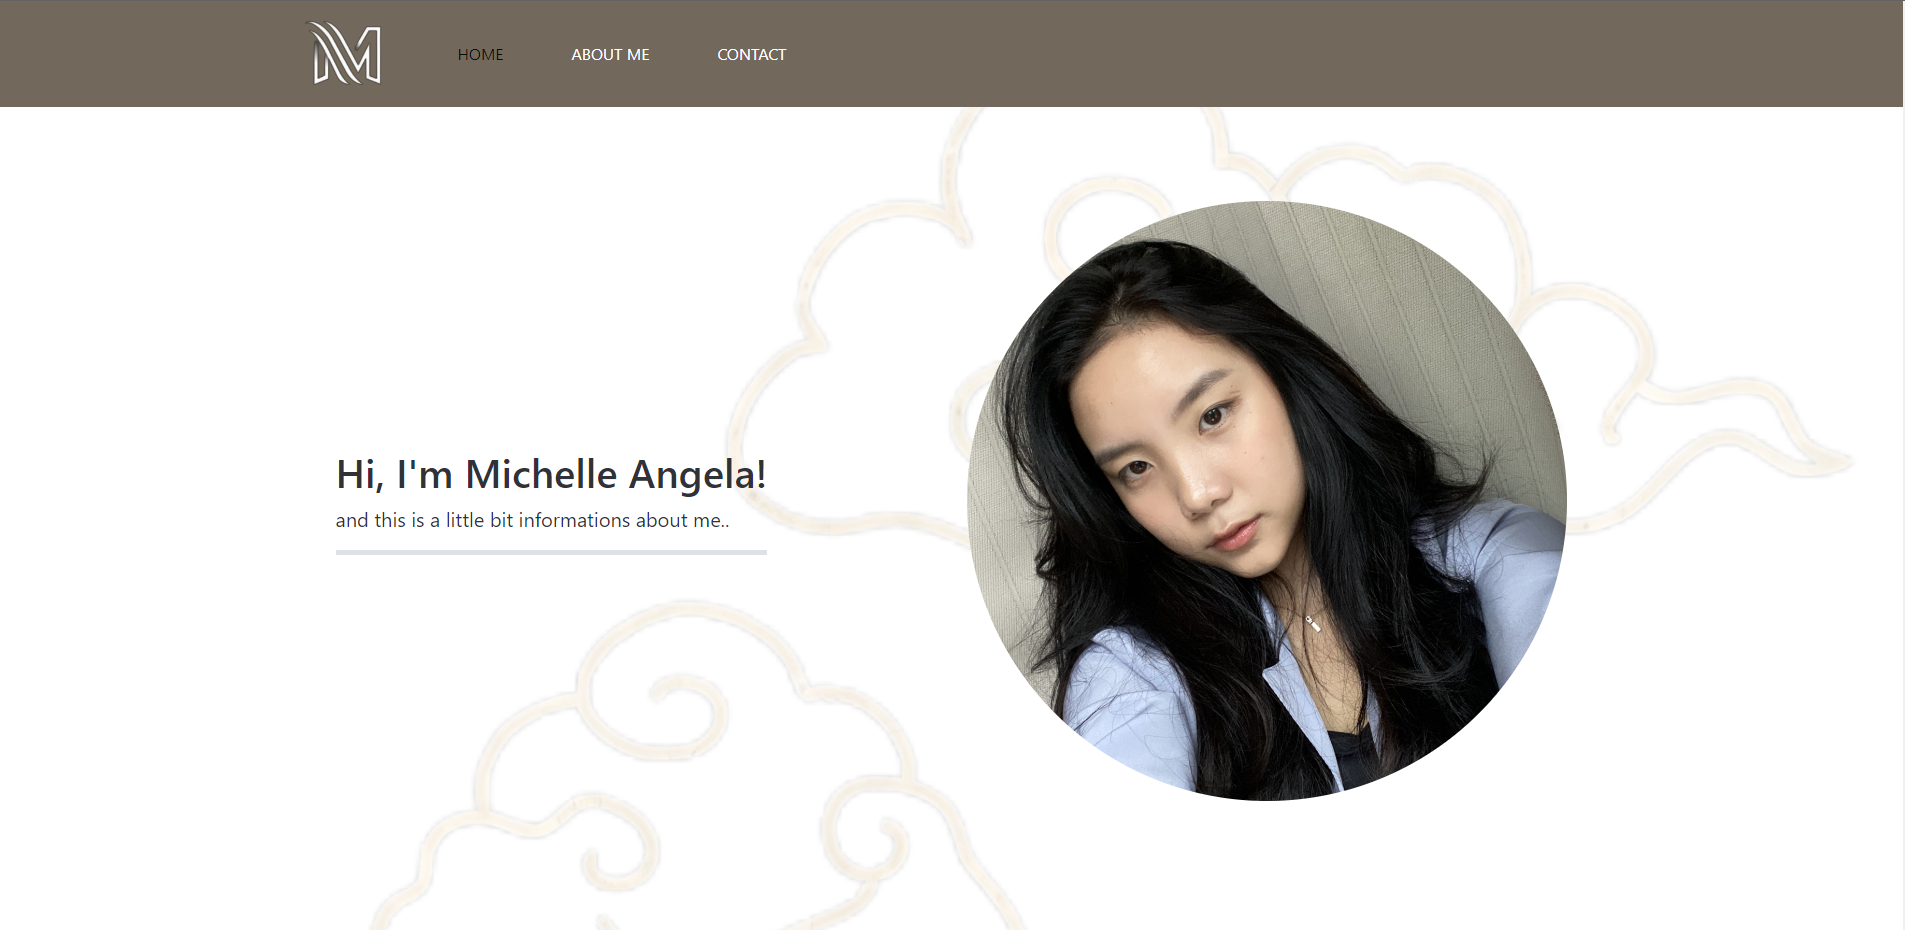 M
HOME
ABOUT ME
CONTACT
Hi, I'm Michelle Angela!
and this is a little bit informations about me..